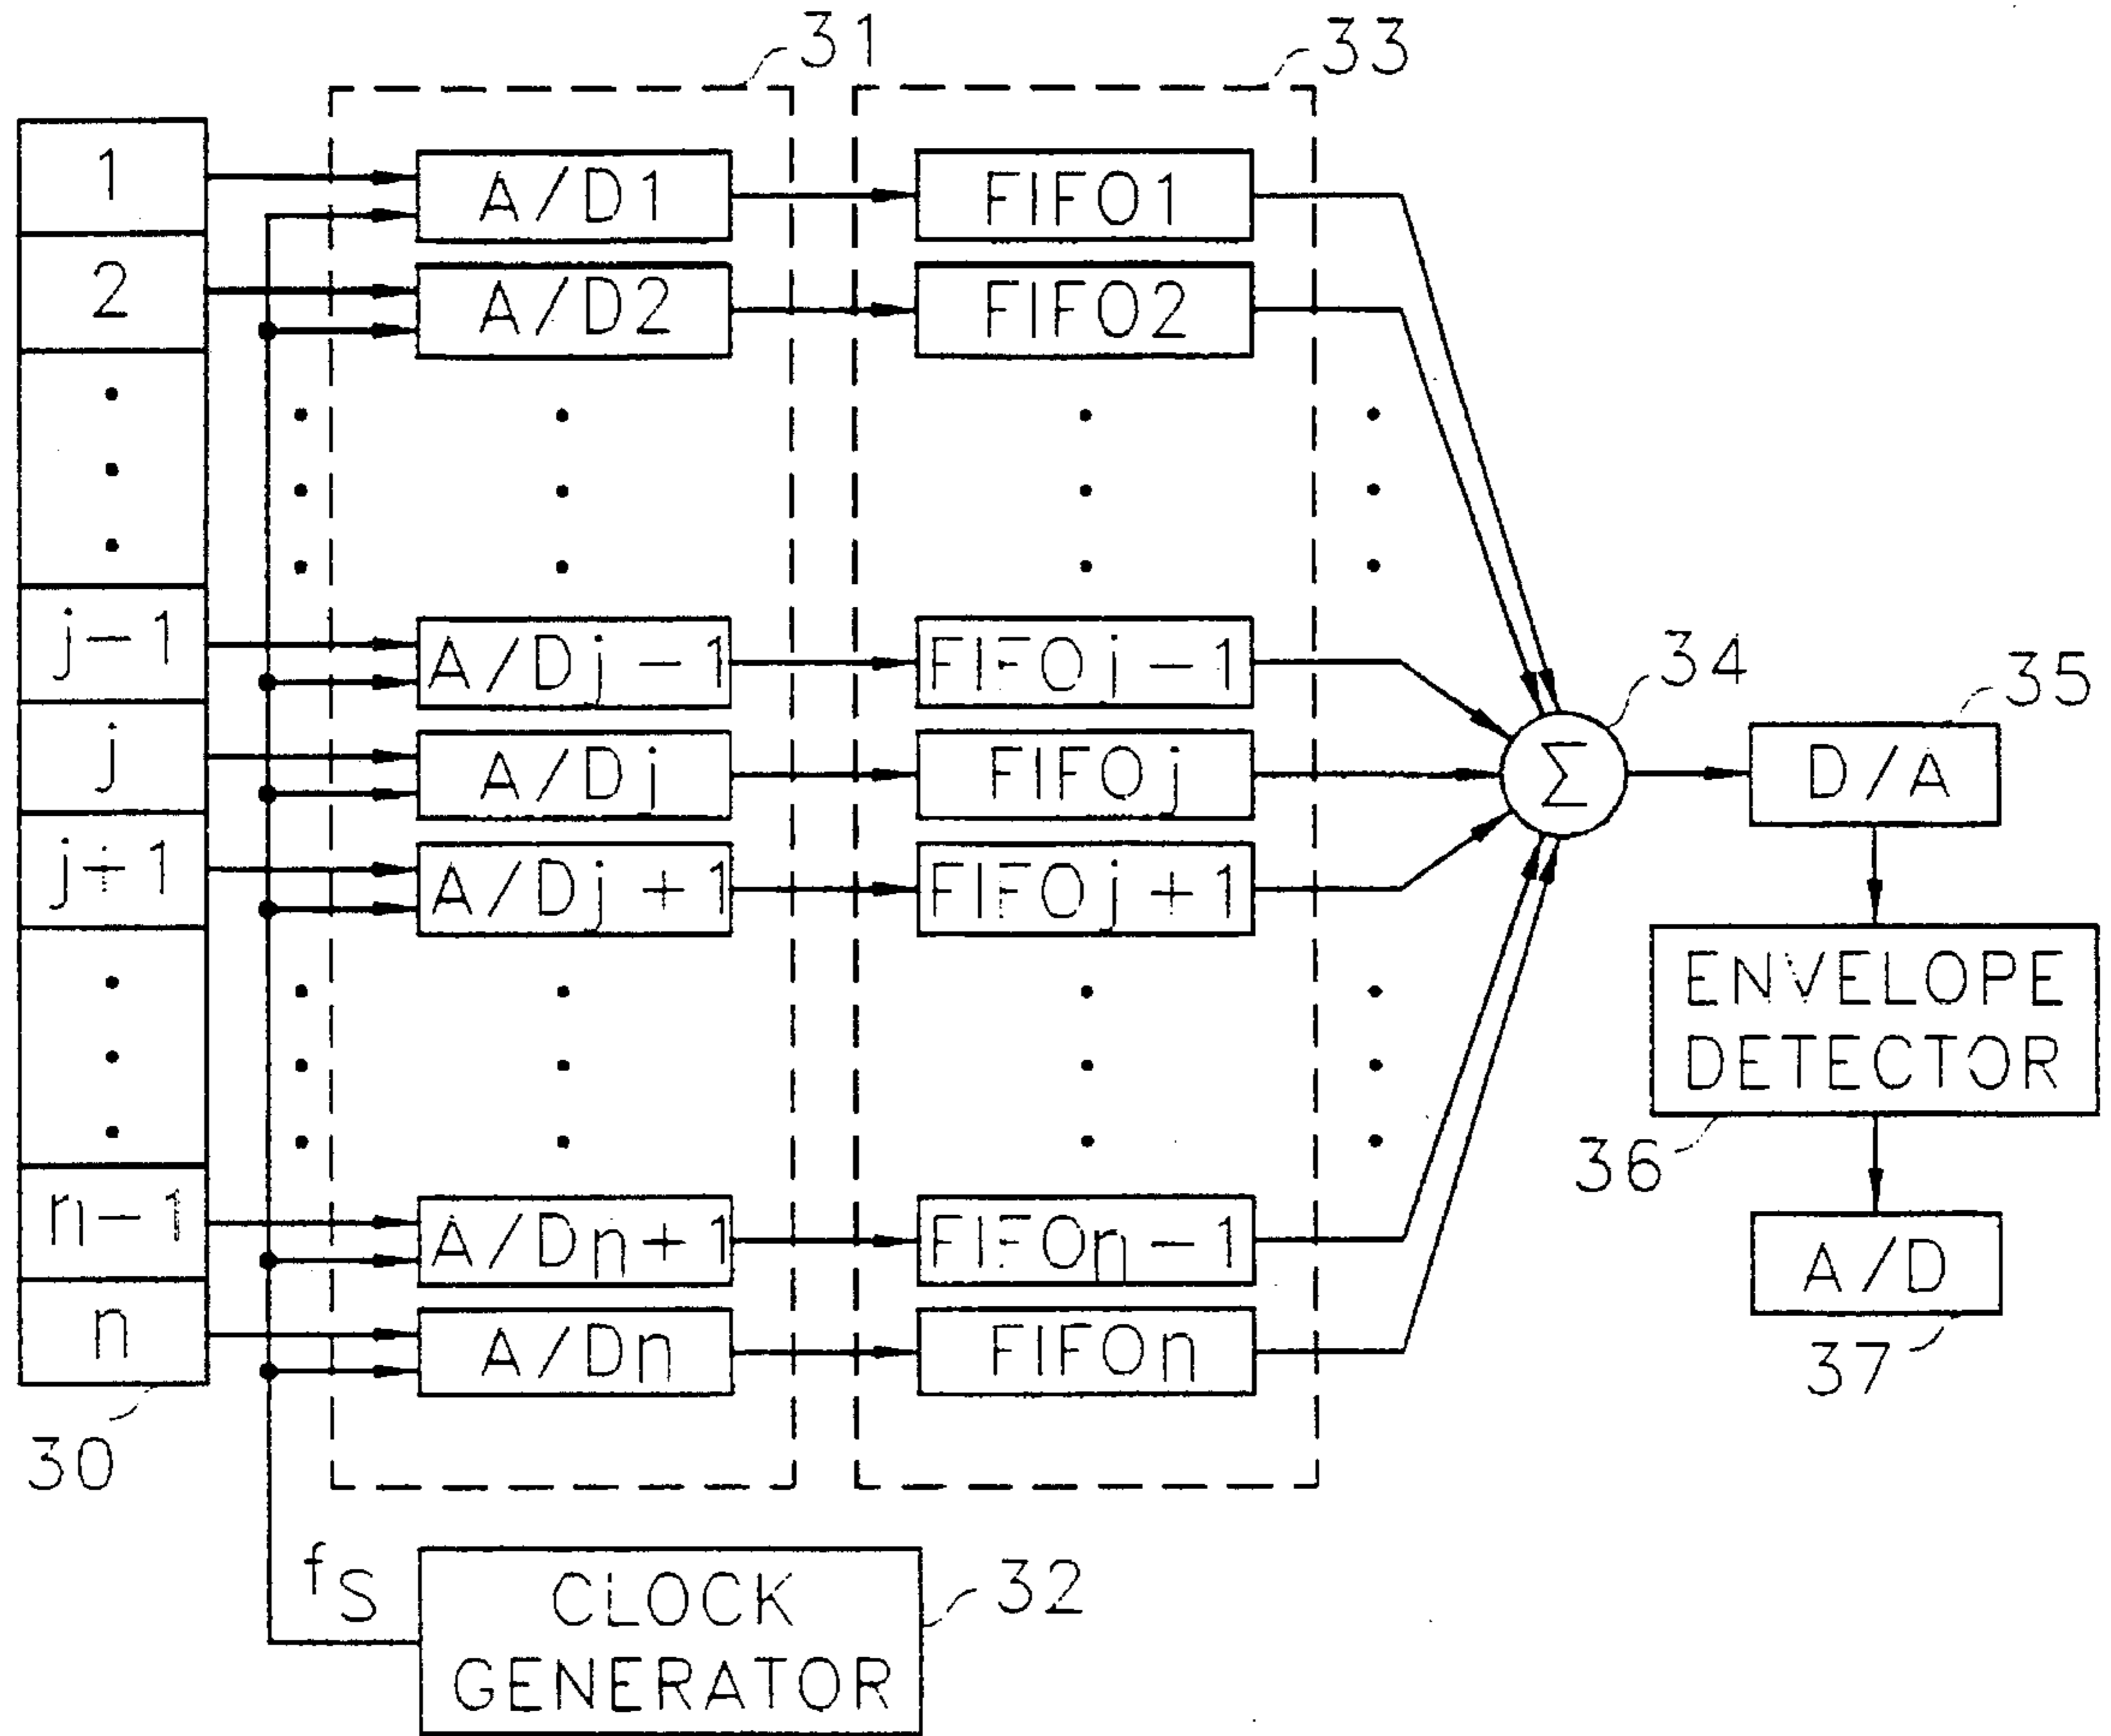 31
33
1
A/D1
FIFO1
2
A/D2
FIFO2
j-1
A/Dj-1
FIFOj-1
34
35
j
A/Dj
FIFOj
Σ
D/A
j+1
A/Dj+1
FIFOj+1
ENVELOPE
DETECTOR
36
n-1
A/Dn+1
FIFOn-1
A/D
n
A/Dn
FIFOn
37
30
fS
CLOCK
GENERATOR
32